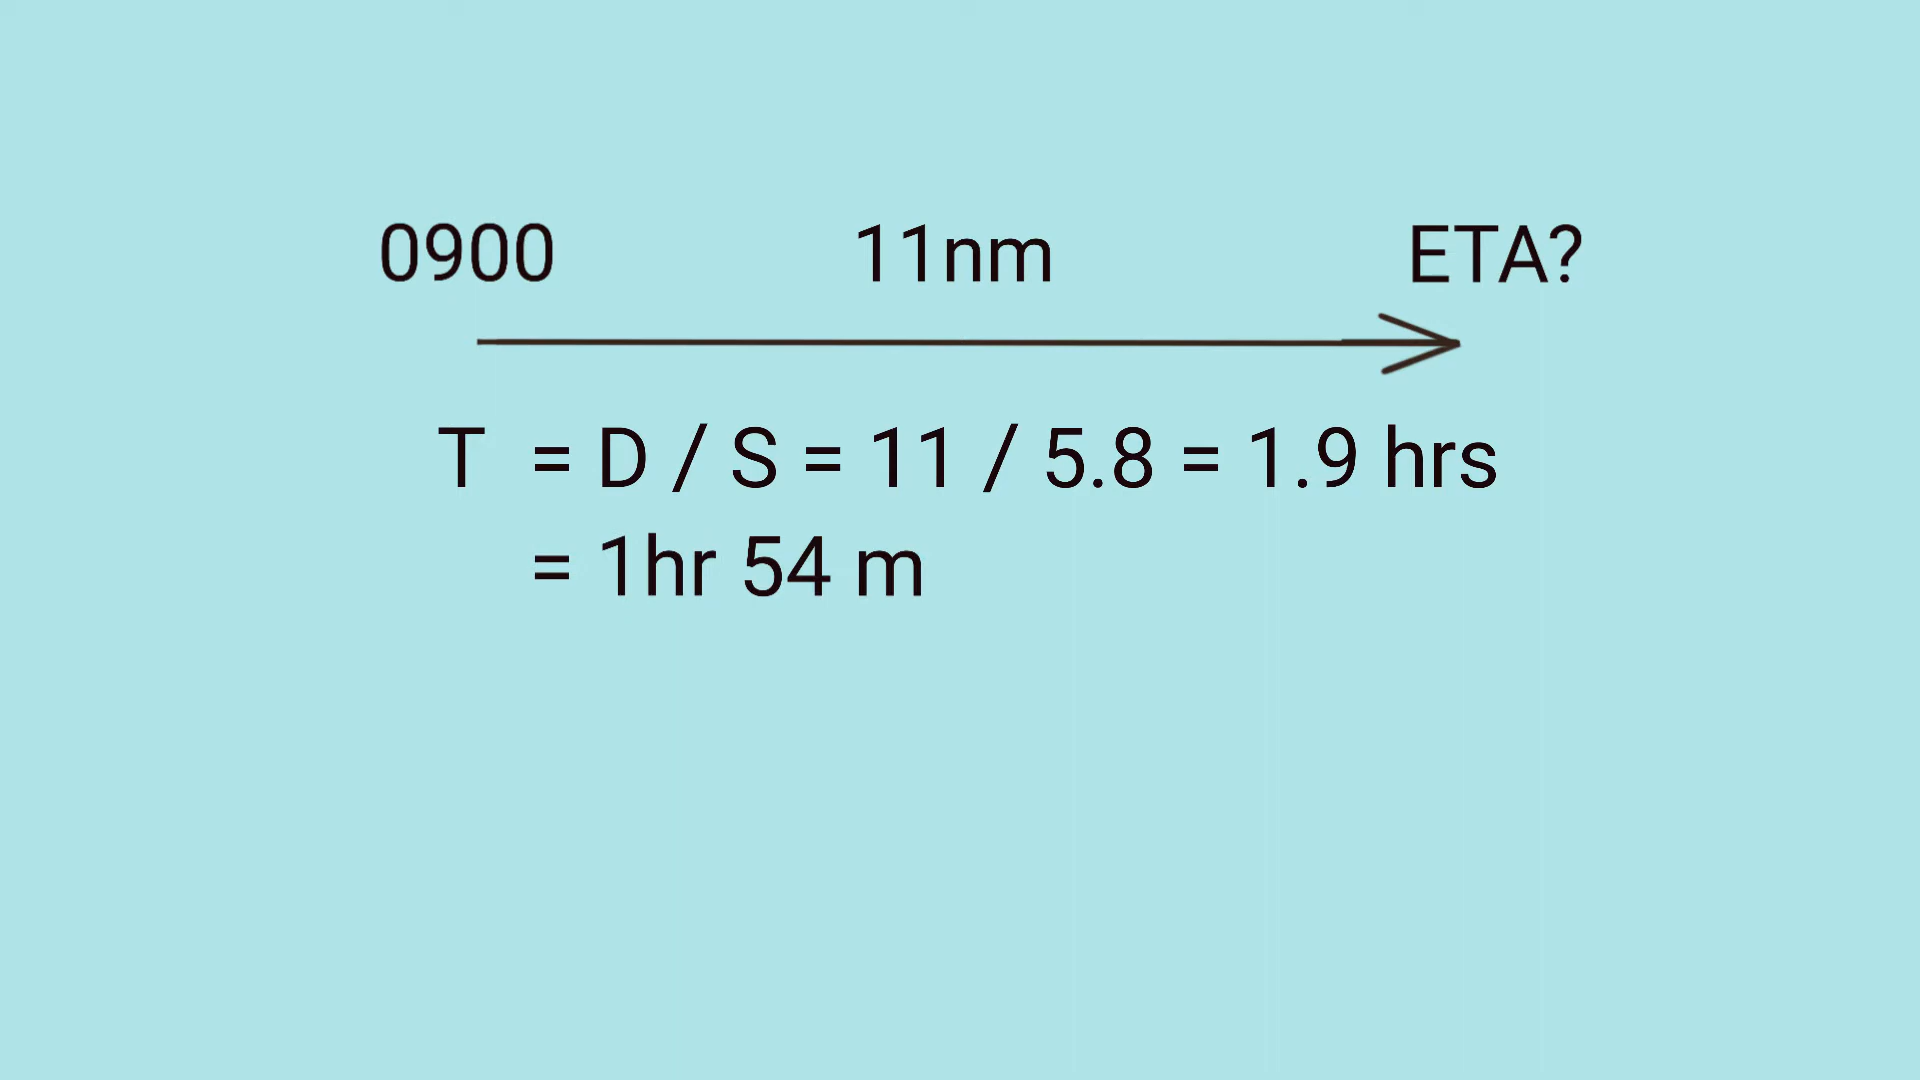 0900 11nm ETA?
T = D / S = 11 / 5.8 = 1.9 hrs
= 1hr 54 m